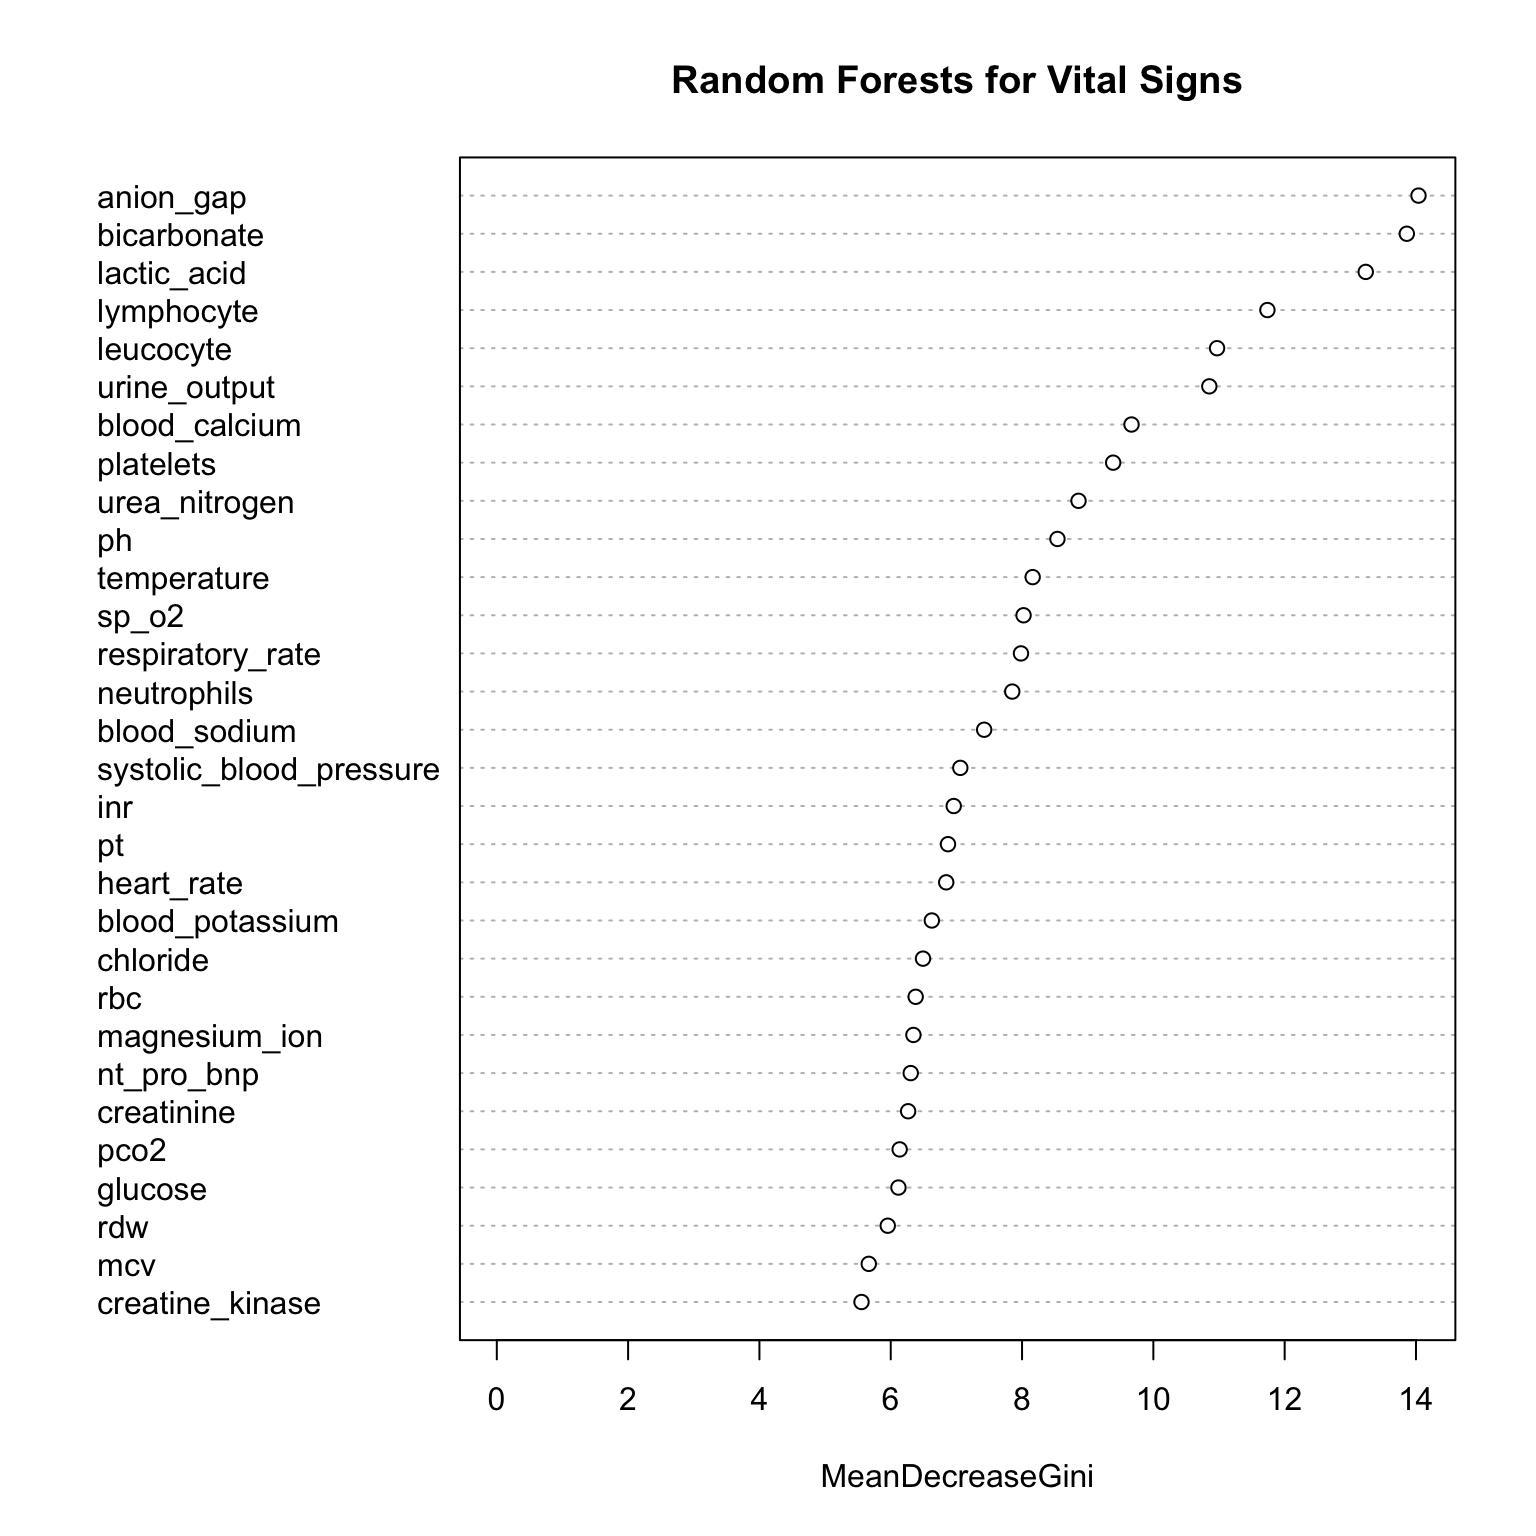 Random Forests for Vital Signs
anion_gap
bicarbonate
lactic_acid
lymphocyte
leucocyte
urine_output
blood_calcium
platelets
urea_nitrogen
ph
temperature
sp_o2
respiratory_rate
neutrophils
blood_sodium
systolic_blood_pressure
inr
pt
heart_rate
blood_potassium
chloride
rbc
magnesium_ion
nt_pro_bnp
creatinine
pco2
glucose
rdw
mcv
creatine_kinase
0 2 4 6 8 10 12 14
MeanDecreaseGini